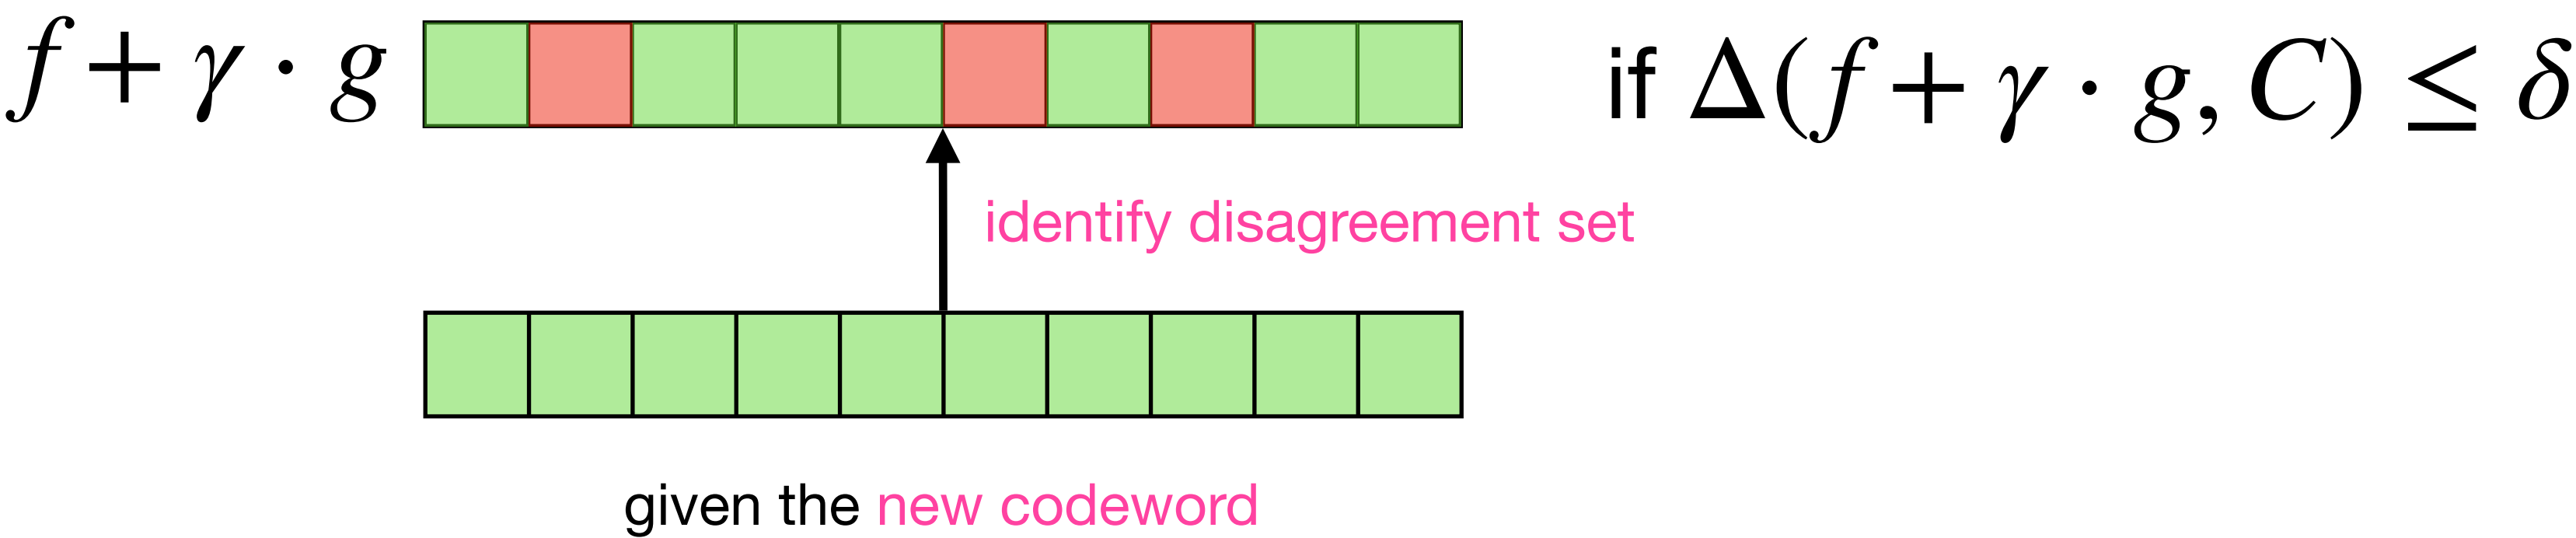 f + γ · g
if Δ(f + γ · g, C) ≤ δ
identify disagreement set
given the new codeword